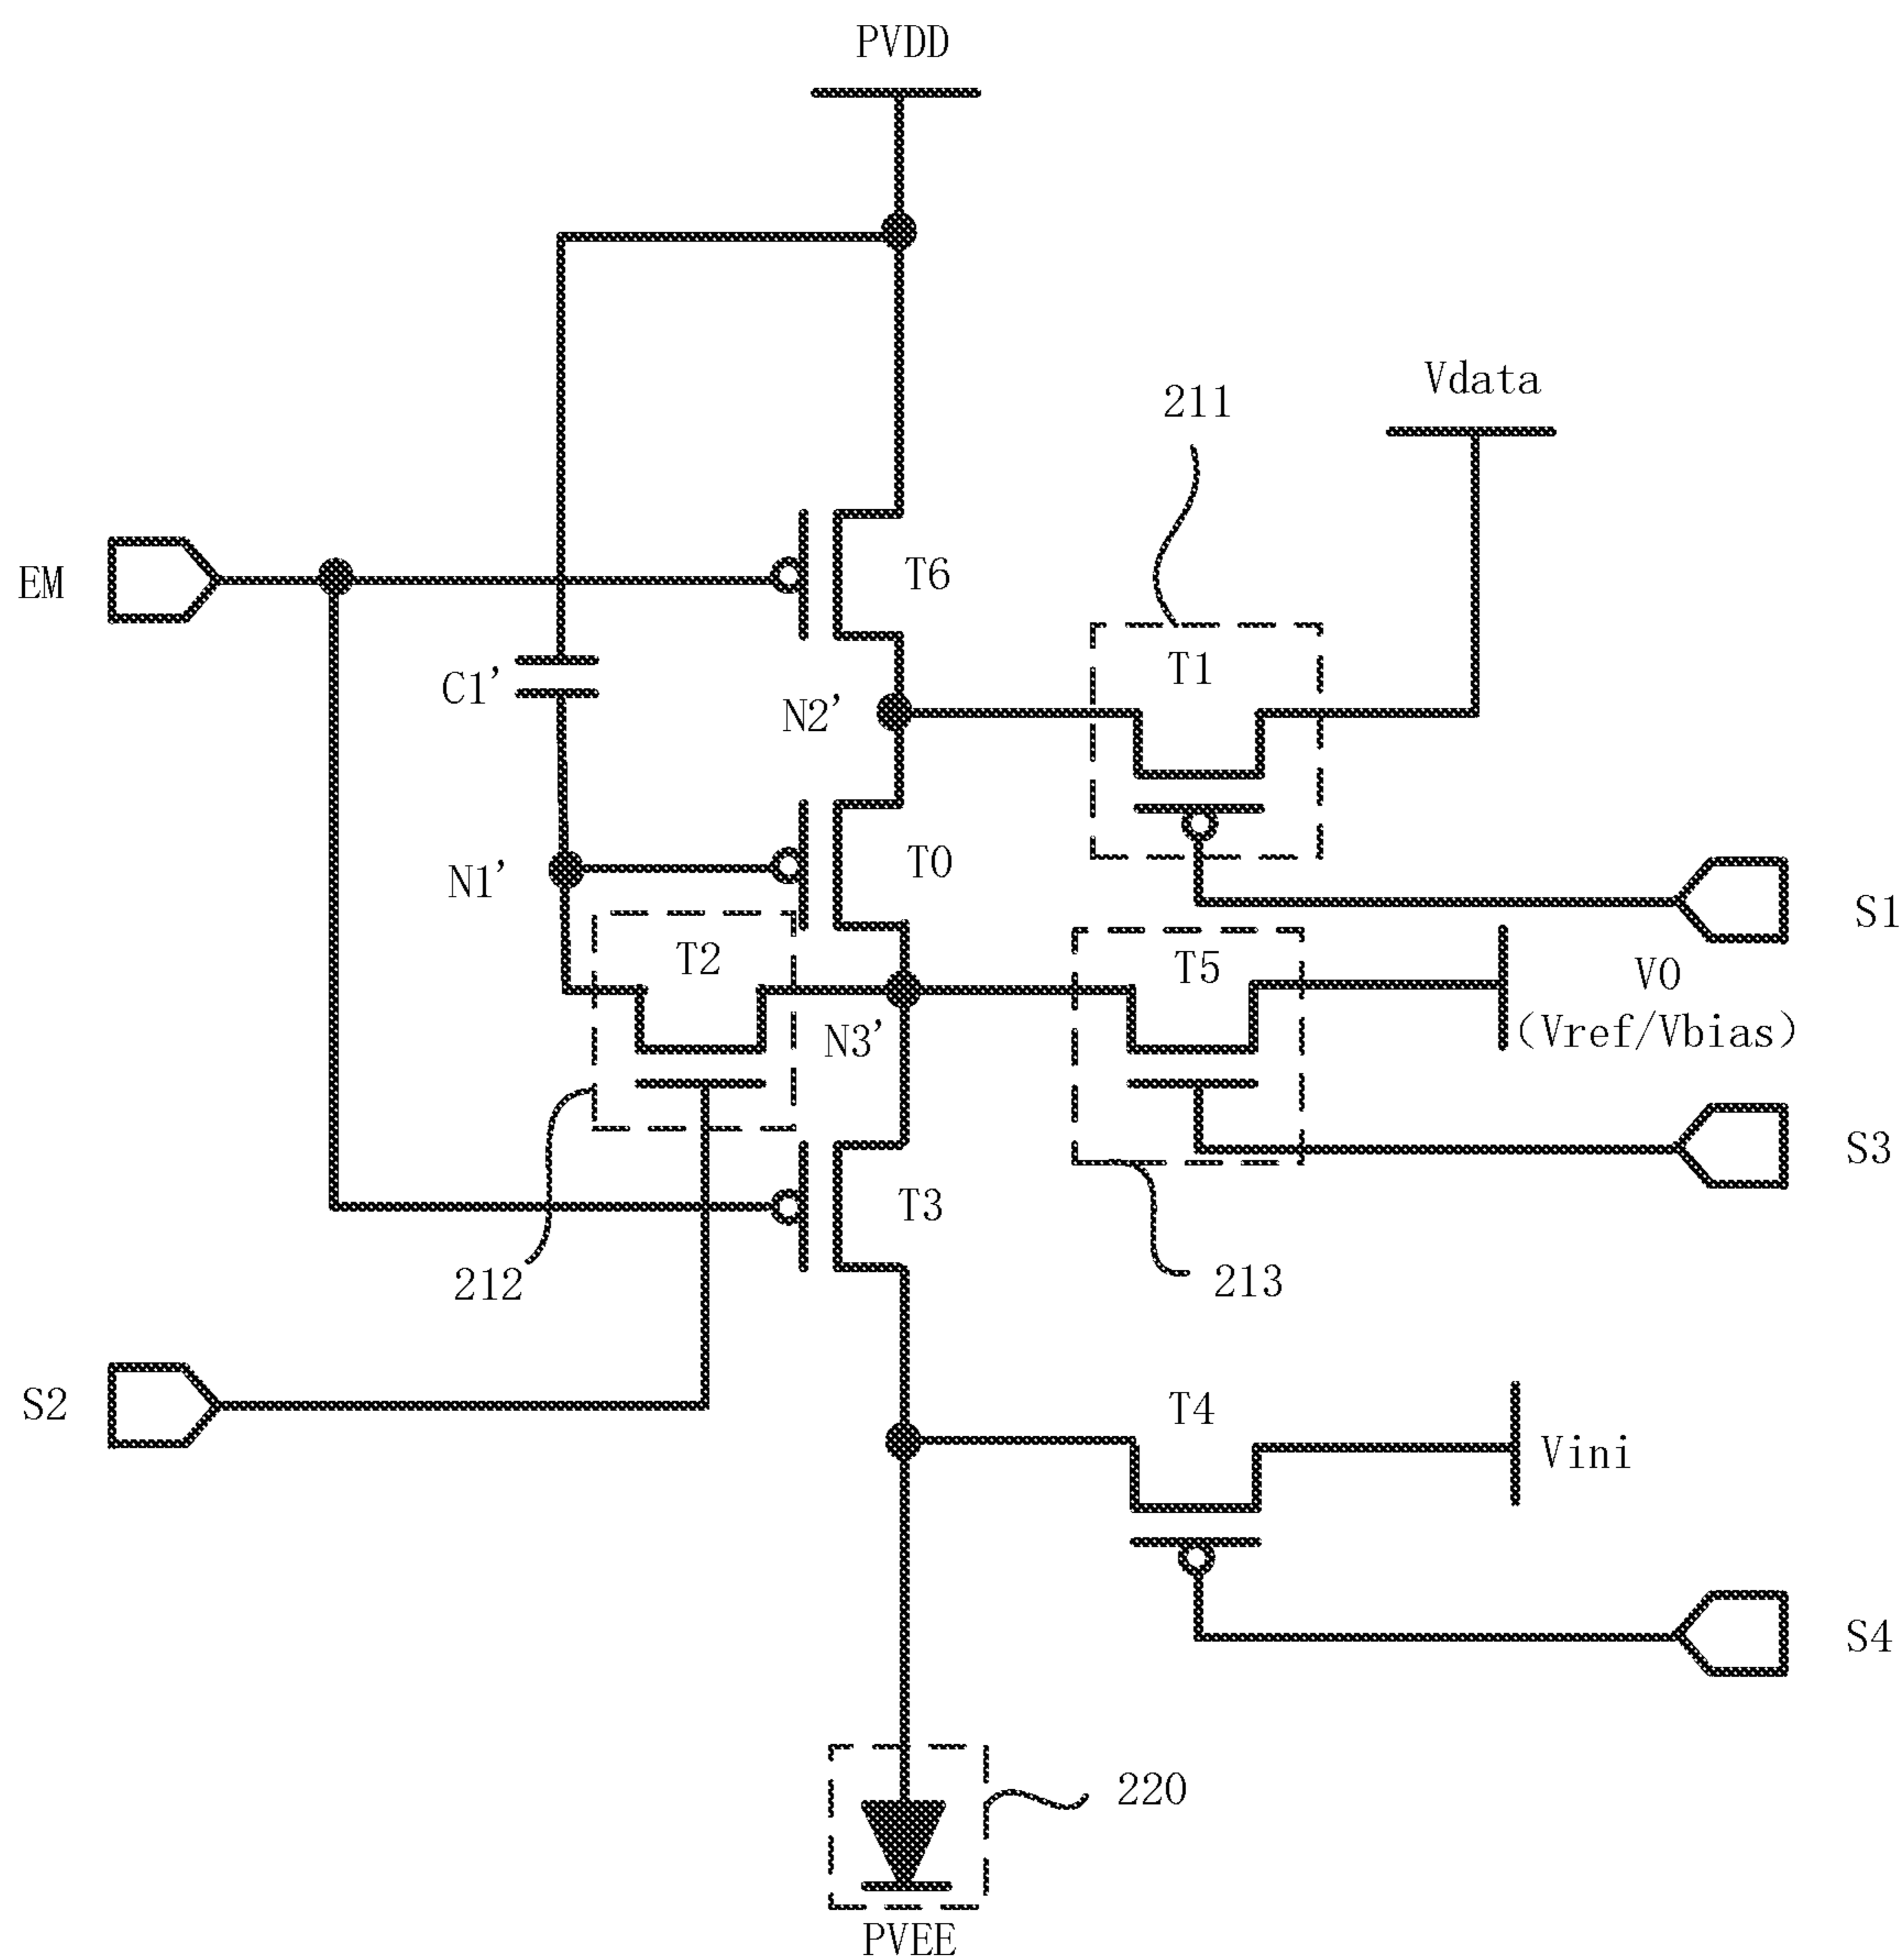 PVDD
Vdata
211
EM
T6
T1
C1'
N2'
T0
N1'
S1
T2
T5
V0
(Vref/Vbias)
N3'
S3
T3
212
213
S2
T4
Vini
S4
220
PVEE